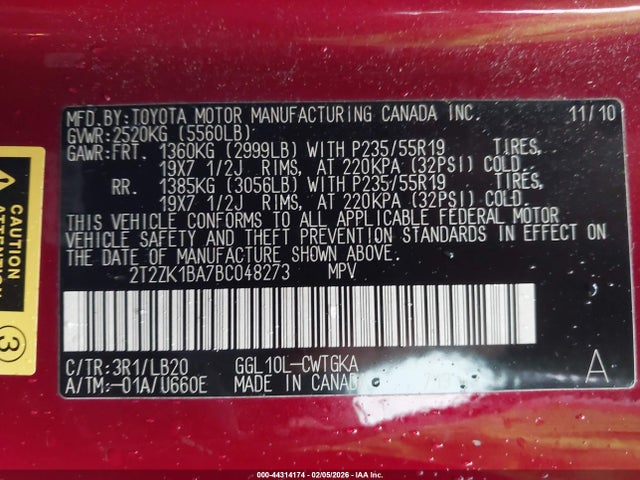 MFD.BY:TOYOTA MOTOR MANUFACTURING CANADA INC. 11/10
GVWR:2520KG (5560LB)
GAWR:FRT. 1360KG (2999LB) WITH P235/55R19 TIRES,
19X7 1/2J RIMS, AT 220KPA (32PSI) COLD.
RR. 1385KG (3056LB) WITH P235/55R19 TIRES,
19X7 1/2J RIMS, AT 220KPA (32PSI) COLD.
THIS VEHICLE CONFORMS TO ALL APPLICABLE FEDERAL MOTOR
VEHICLE SAFETY AND THEFT PREVENTION STANDARDS IN EFFECT ON
THE DATE OF MANUFACTURE SHOWN ABOVE.
2T2ZK1BA7BC048273 MPV
C/TR:3R1/LB20 GGL10L-CWTGKA
A/TM:-01A/U660E MADE IN CANADA
A
CAUTION
ATTENTION
3
000-44314174 - 02/05/2026 - IAA Inc.